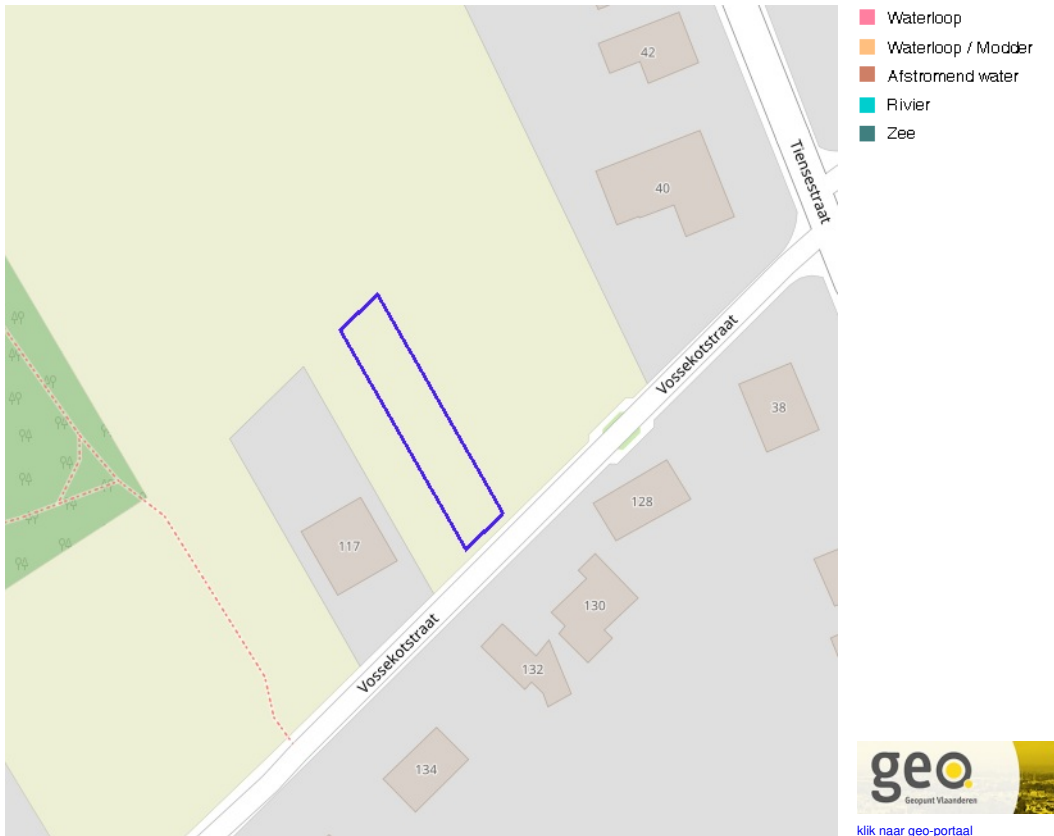 42
40
Tiensestraat
Vossekotstraat
38
128
117
130
132
Vossekotstraat
134
Waterloop
Waterloop / Modder
Afstromend water
Rivier
Zee
geo
Geopunt Vlaanderen
klik naar geo-portaal